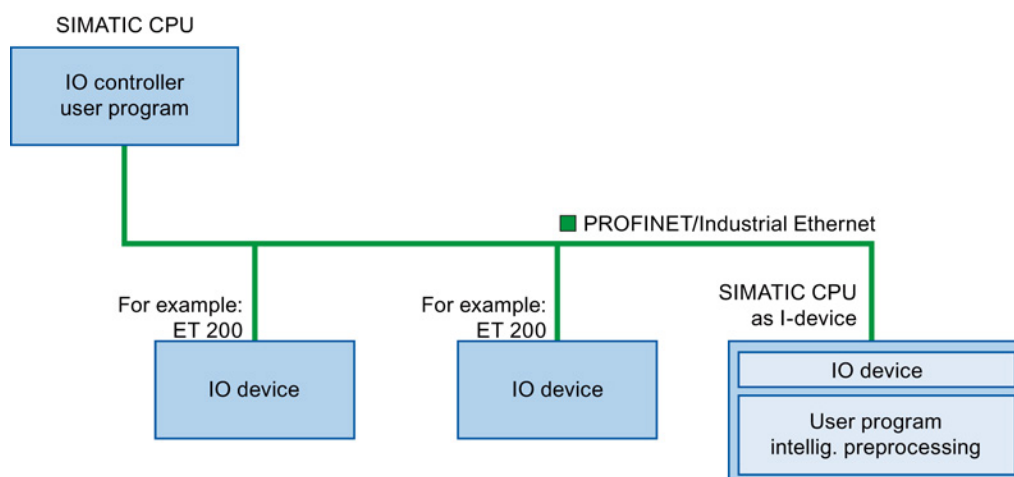 SIMATIC CPU
IO controller
user program
PROFINET/Industrial Ethernet
For example:
ET 200
IO device
For example:
ET 200
IO device
SIMATIC CPU
as I-device
IO device
User program
intellig. preprocessing